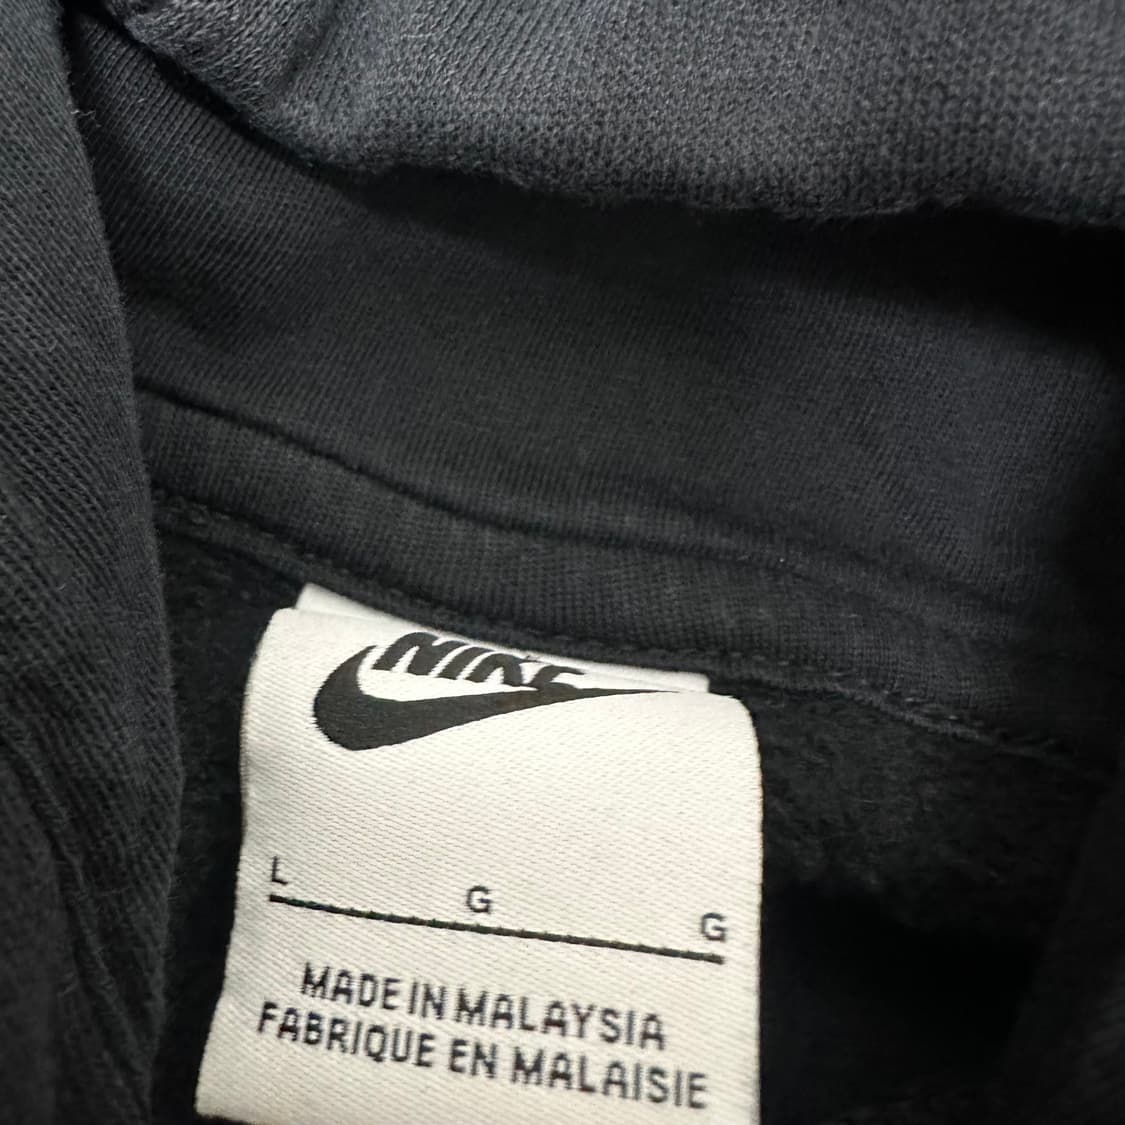 NIKE
L G G
MADE IN MALAYSIA
FABRIQUE EN MALAISIE